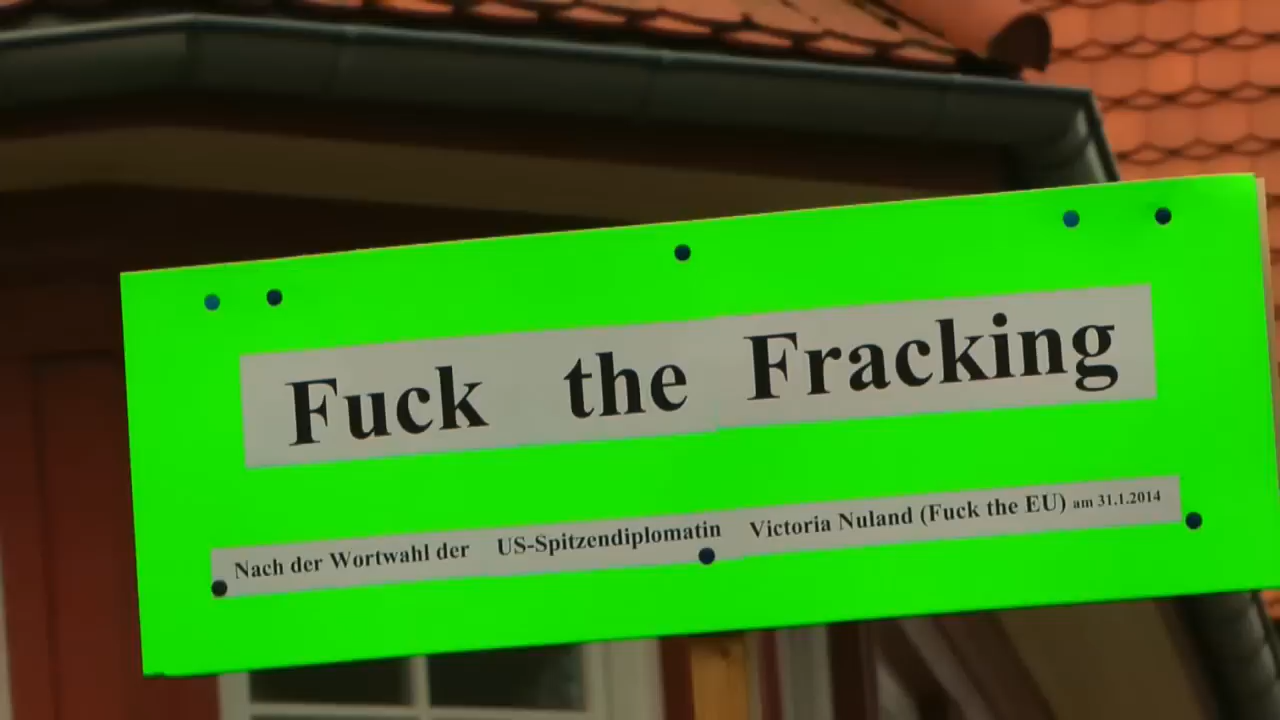 Fuck the Fracking
Nach der Wortwahl der US-Spitzendiplomatin Victoria Nuland (Fuck the EU) am 31.1.2014